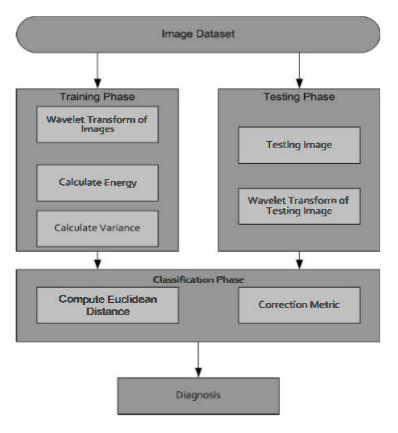 Image Dataset
Training Phase
Wavelet Transform of
Images
Calculate Energy
Calculate Variance
Testing Phase
Testing Image
Wavelet Transform of
Testing Image
Classification Phase
Compute Euclidean
Distance
Correction Metric
Diagnosis